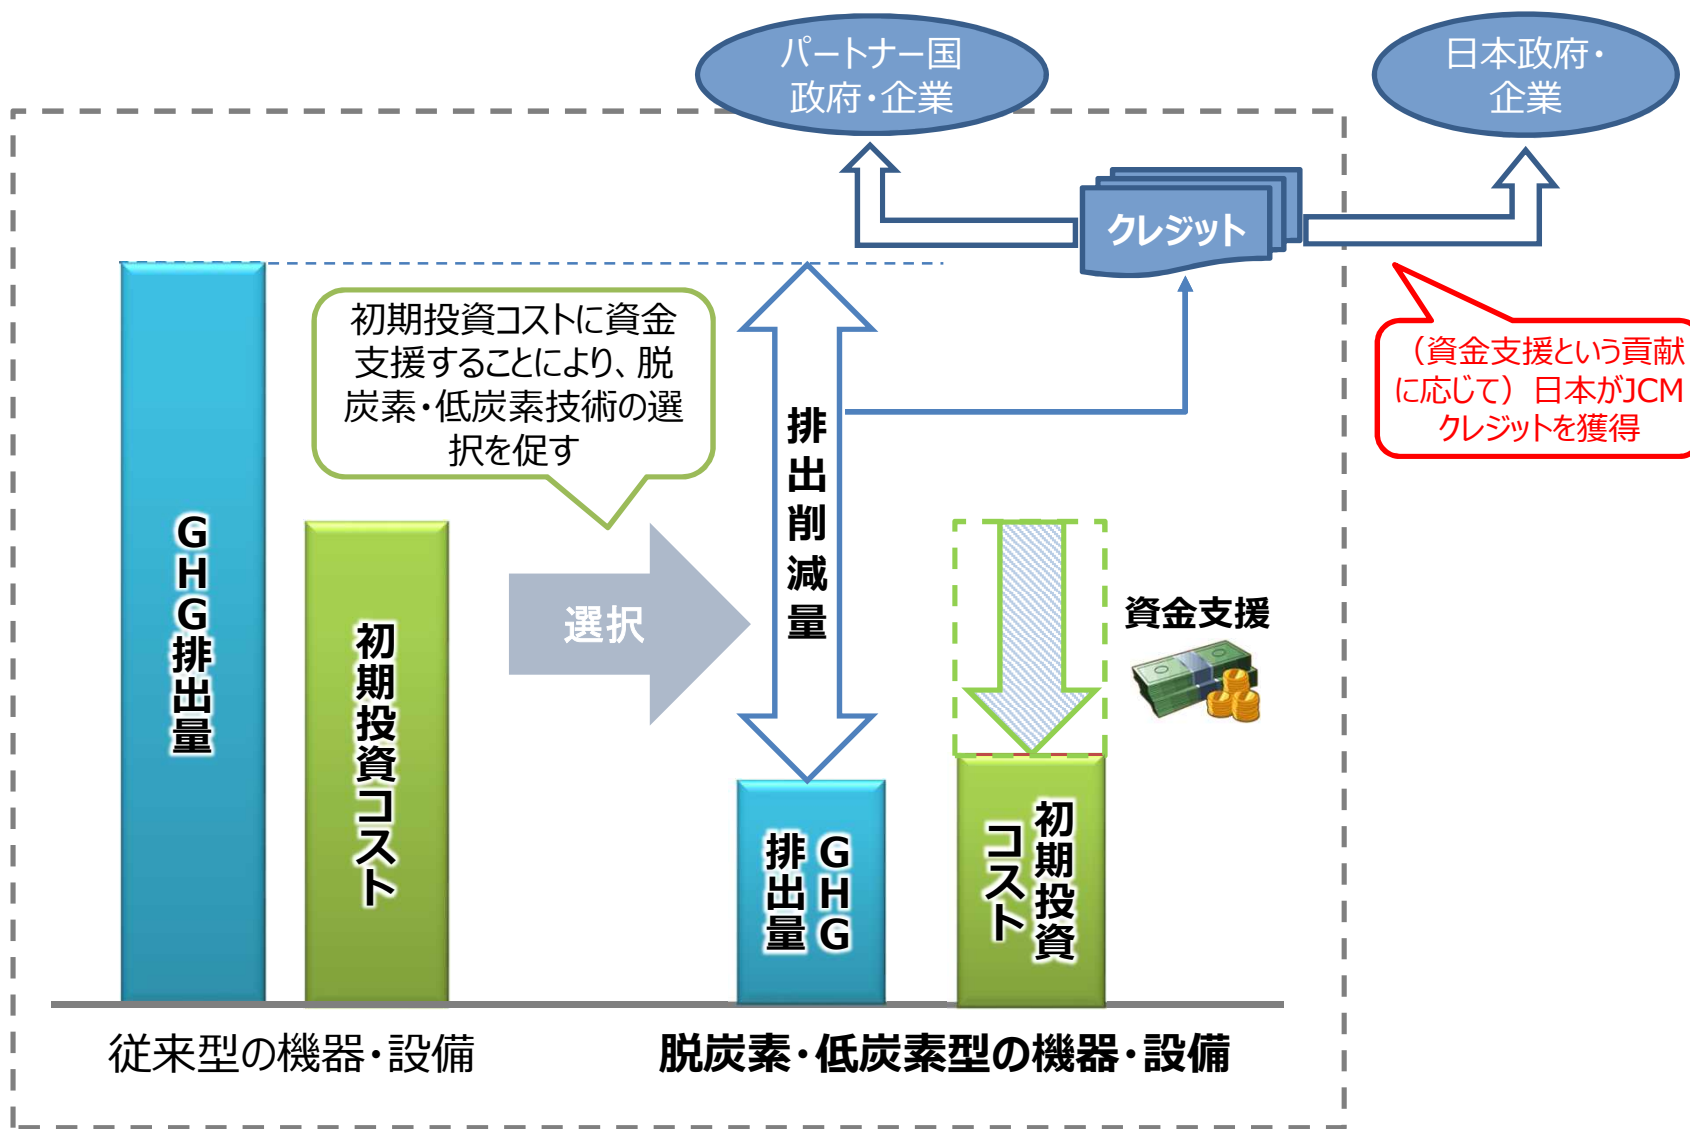 パートナー国
政府・企業
日本政府・
企業
クレジット
初期投資コストに資金
支援することにより、脱
炭素・低炭素技術の選
択を促す
（資金支援という貢献
に応じて）日本がJCM
クレジットを獲得
GHG排出量
初期投資コスト
選択
排出削減量
資金支援
GHG
排出量
初期投資
コスト
従来型の機器・設備
脱炭素・低炭素型の機器・設備